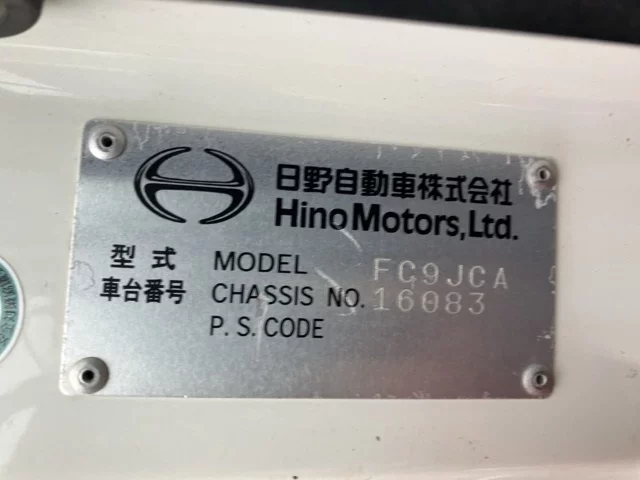 日野自動車株式会社
Hino Motors, Ltd.
型式 MODEL FC9JCA
車台番号 CHASSIS NO. 16083
P.S.CODE